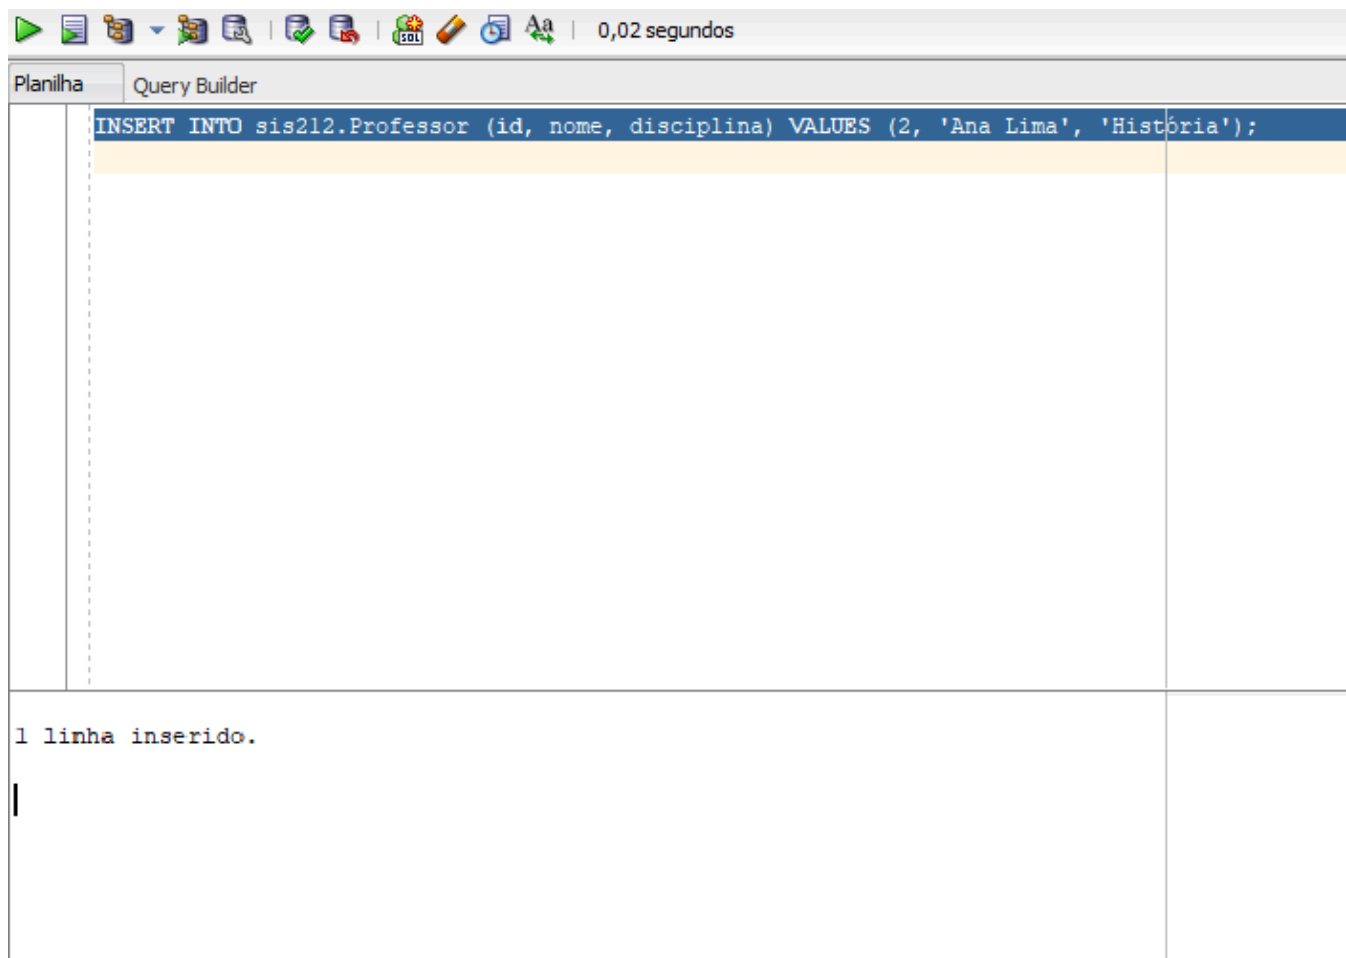 0,02 segundos
Planilha Query Builder
INSERT INTO sis212.Professor (id, nome, disciplina) VALUES (2, 'Ana Lima', 'História');
1 linha inserido.